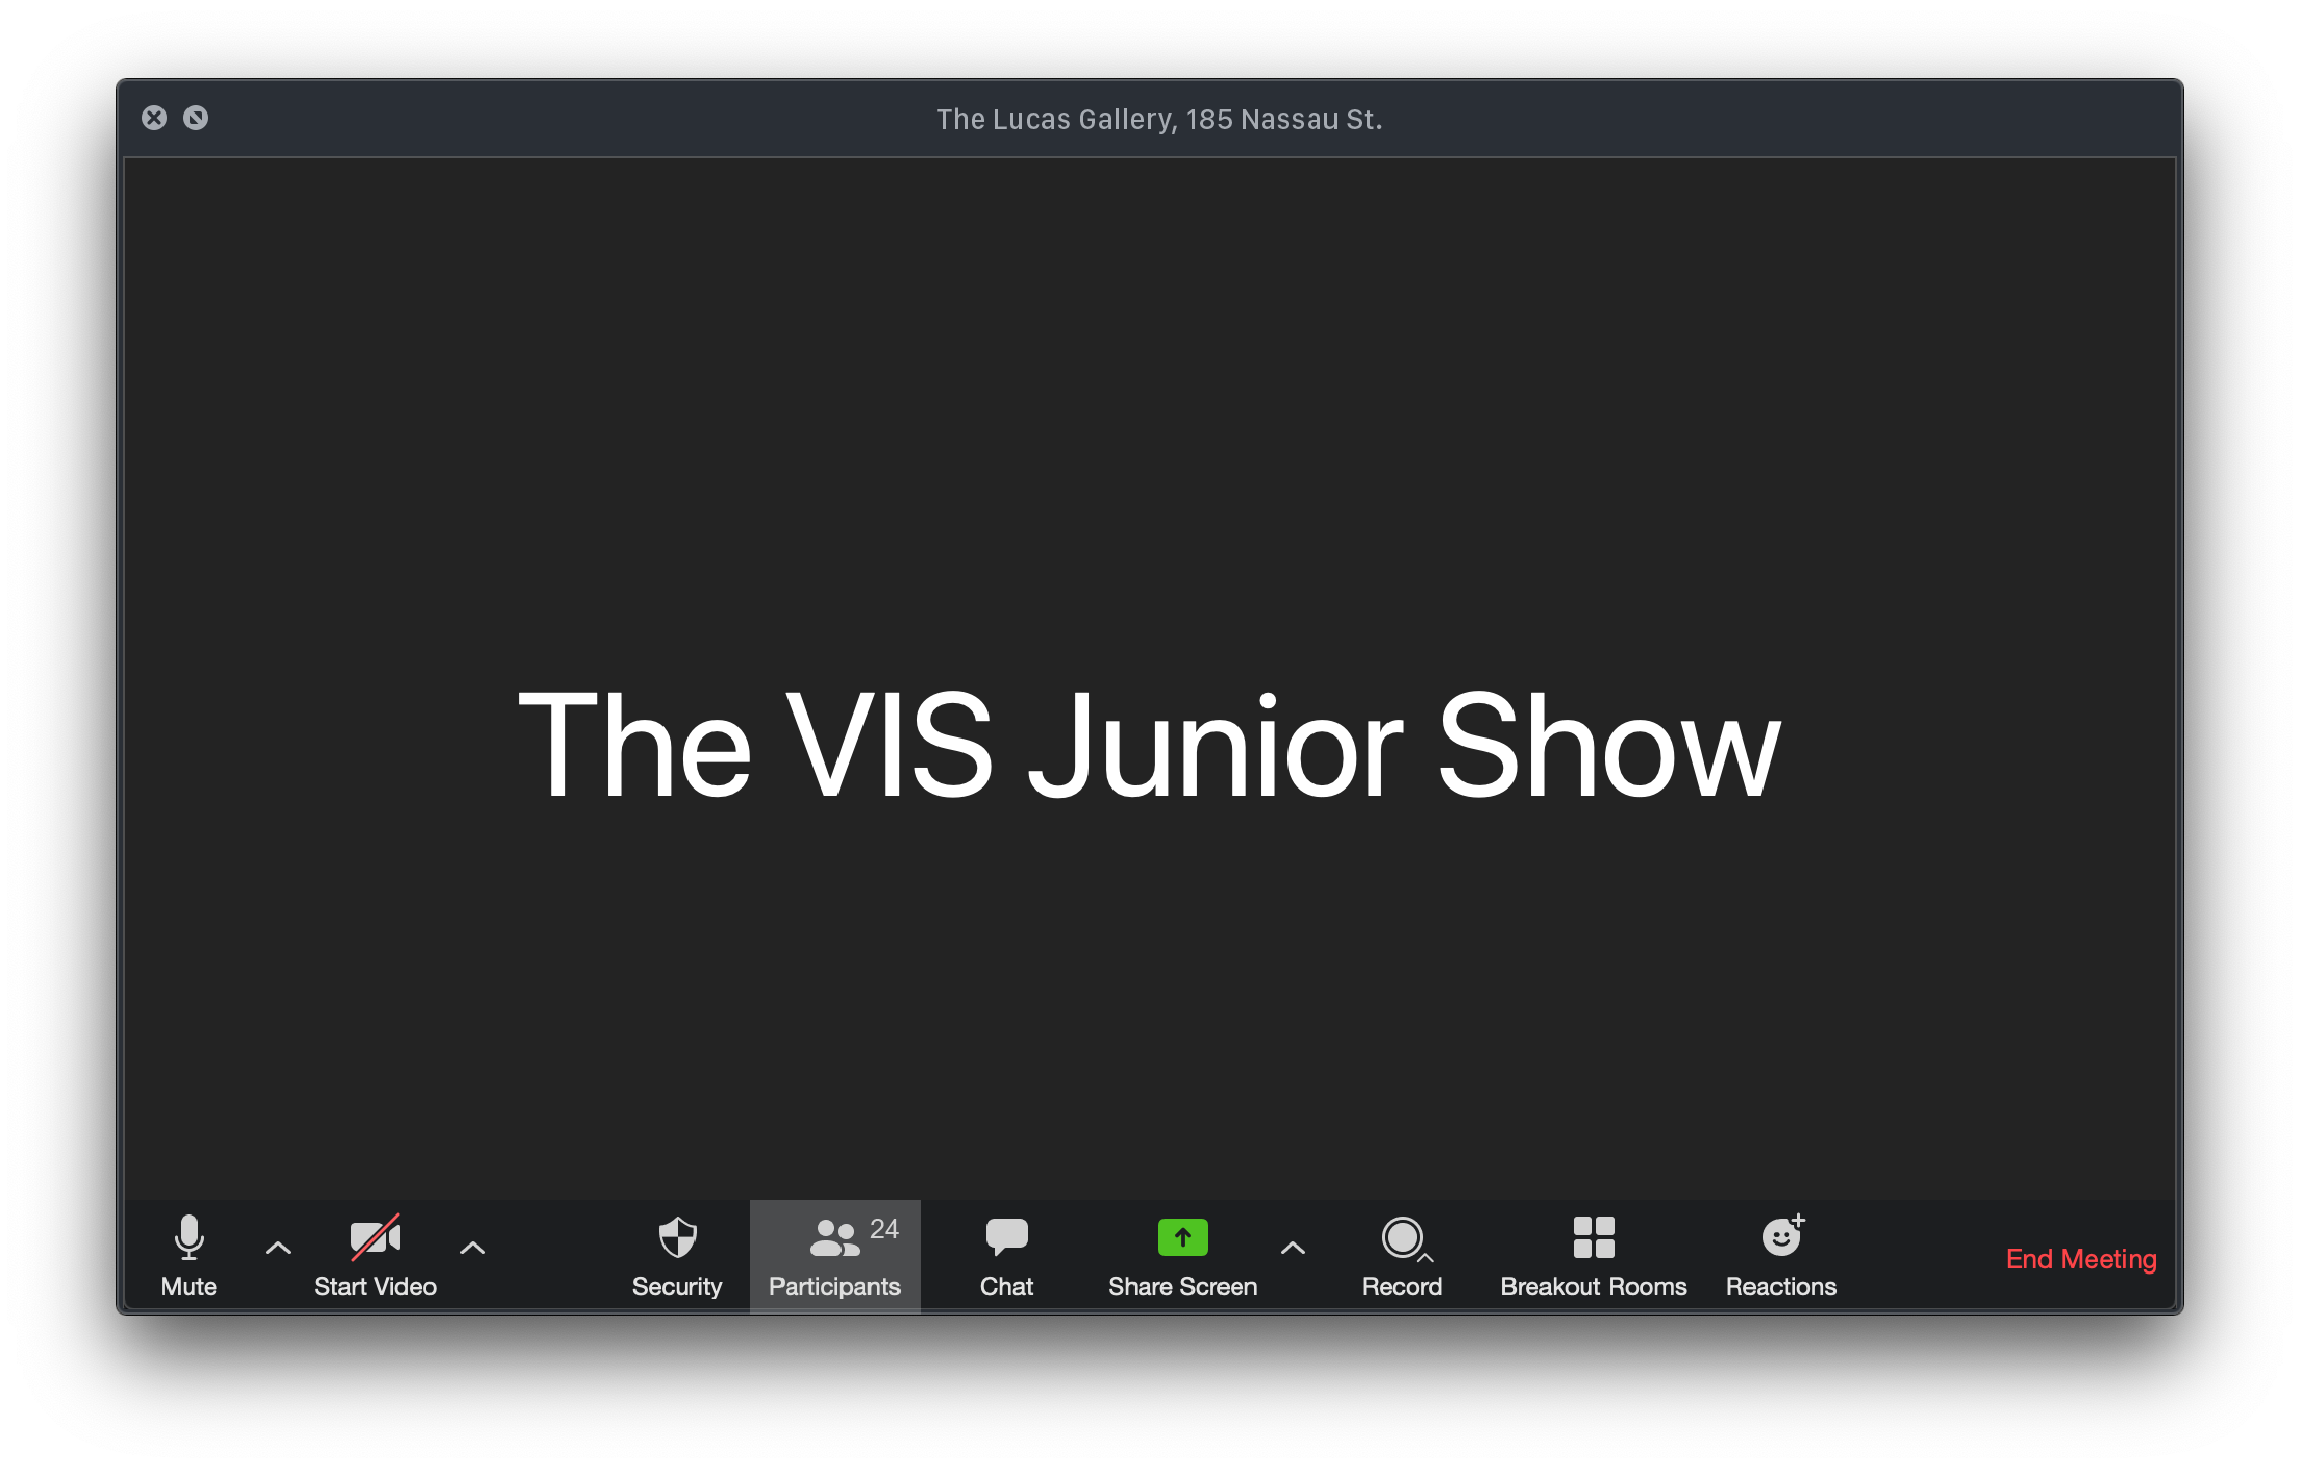 The Lucas Gallery, 185 Nassau St.
The VIS Junior Show
24
Mute Start Video Security Participants Chat Share Screen Record Breakout Rooms Reactions End Meeting